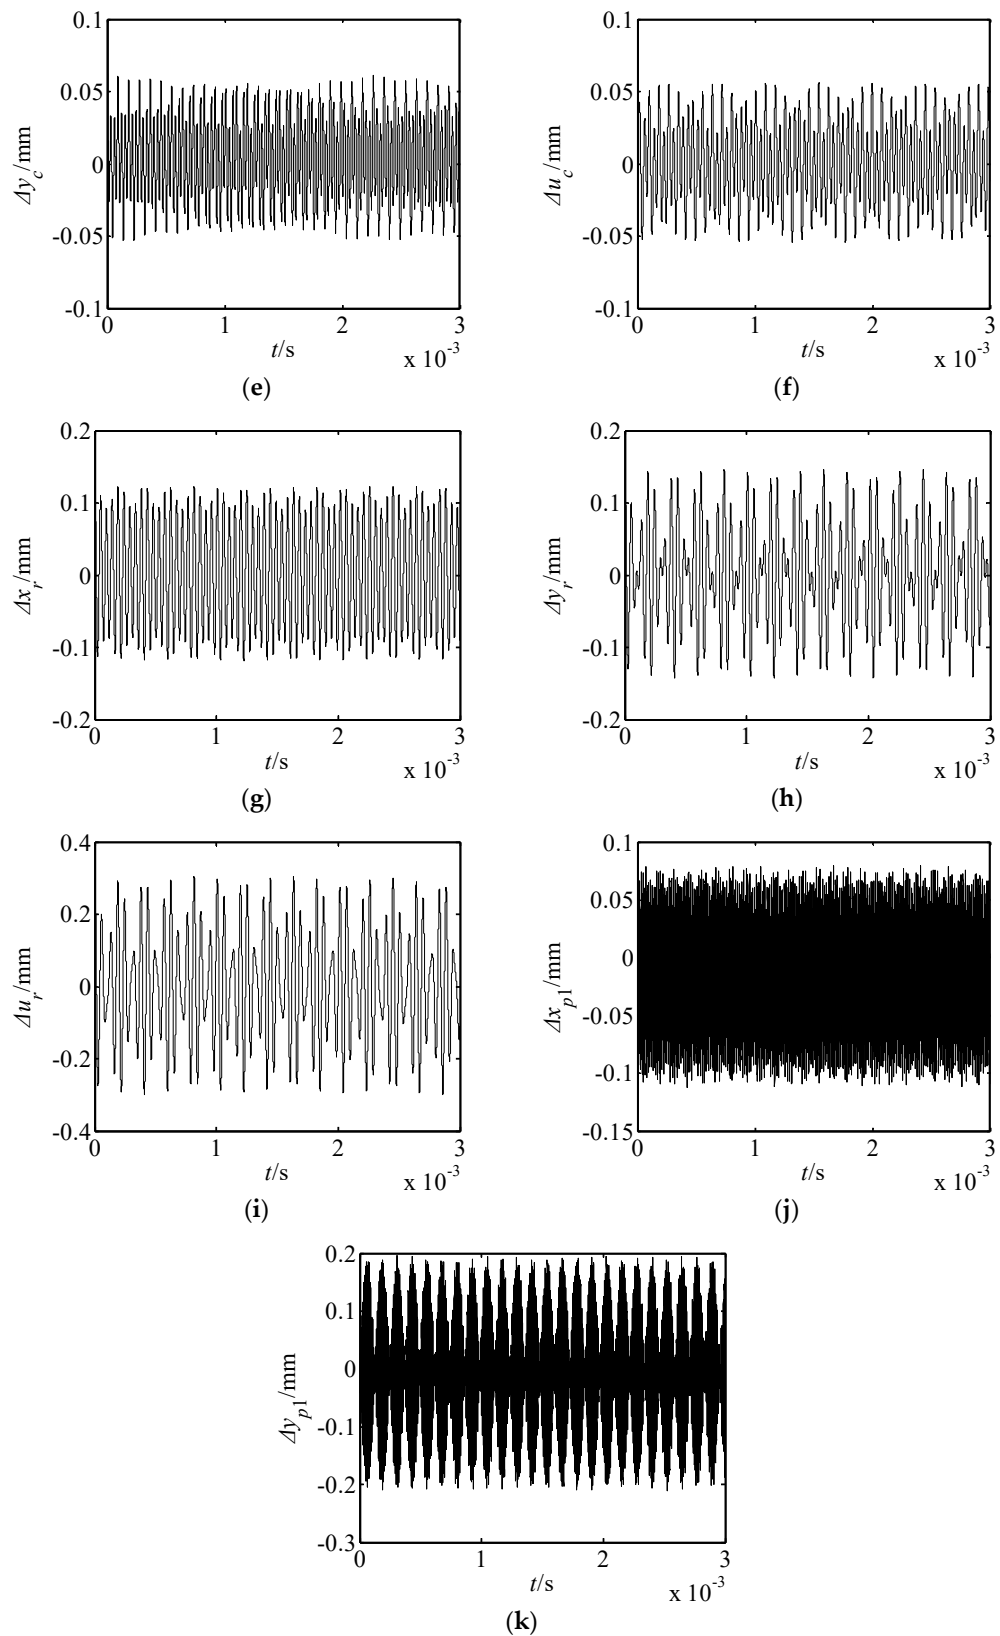 0.1
0.05
0
-0.05
-0.1
Δy_c/mm
0 1 2 3
t/s
x 10^-3
(e)
0.1
0.05
0
-0.05
-0.1
Δu_c/mm
0 1 2 3
t/s
x 10^-3
(f)
0.2
0.1
0
-0.1
-0.2
Δx_r/mm
0 1 2 3
t/s
x 10^-3
(g)
0.2
0.1
0
-0.1
-0.2
Δy_r/mm
0 1 2 3
t/s
x 10^-3
(h)
0.4
0.2
0
-0.2
-0.4
Δu_r/mm
0 1 2 3
t/s
x 10^-3
(i)
0.1
0.05
0
-0.05
-0.1
-0.15
Δx_p1/mm
0 1 2 3
t/s
x 10^-3
(j)
0.2
0.1
0
-0.1
-0.2
-0.3
Δy_p1/mm
0 1 2 3
t/s
x 10^-3
(k)